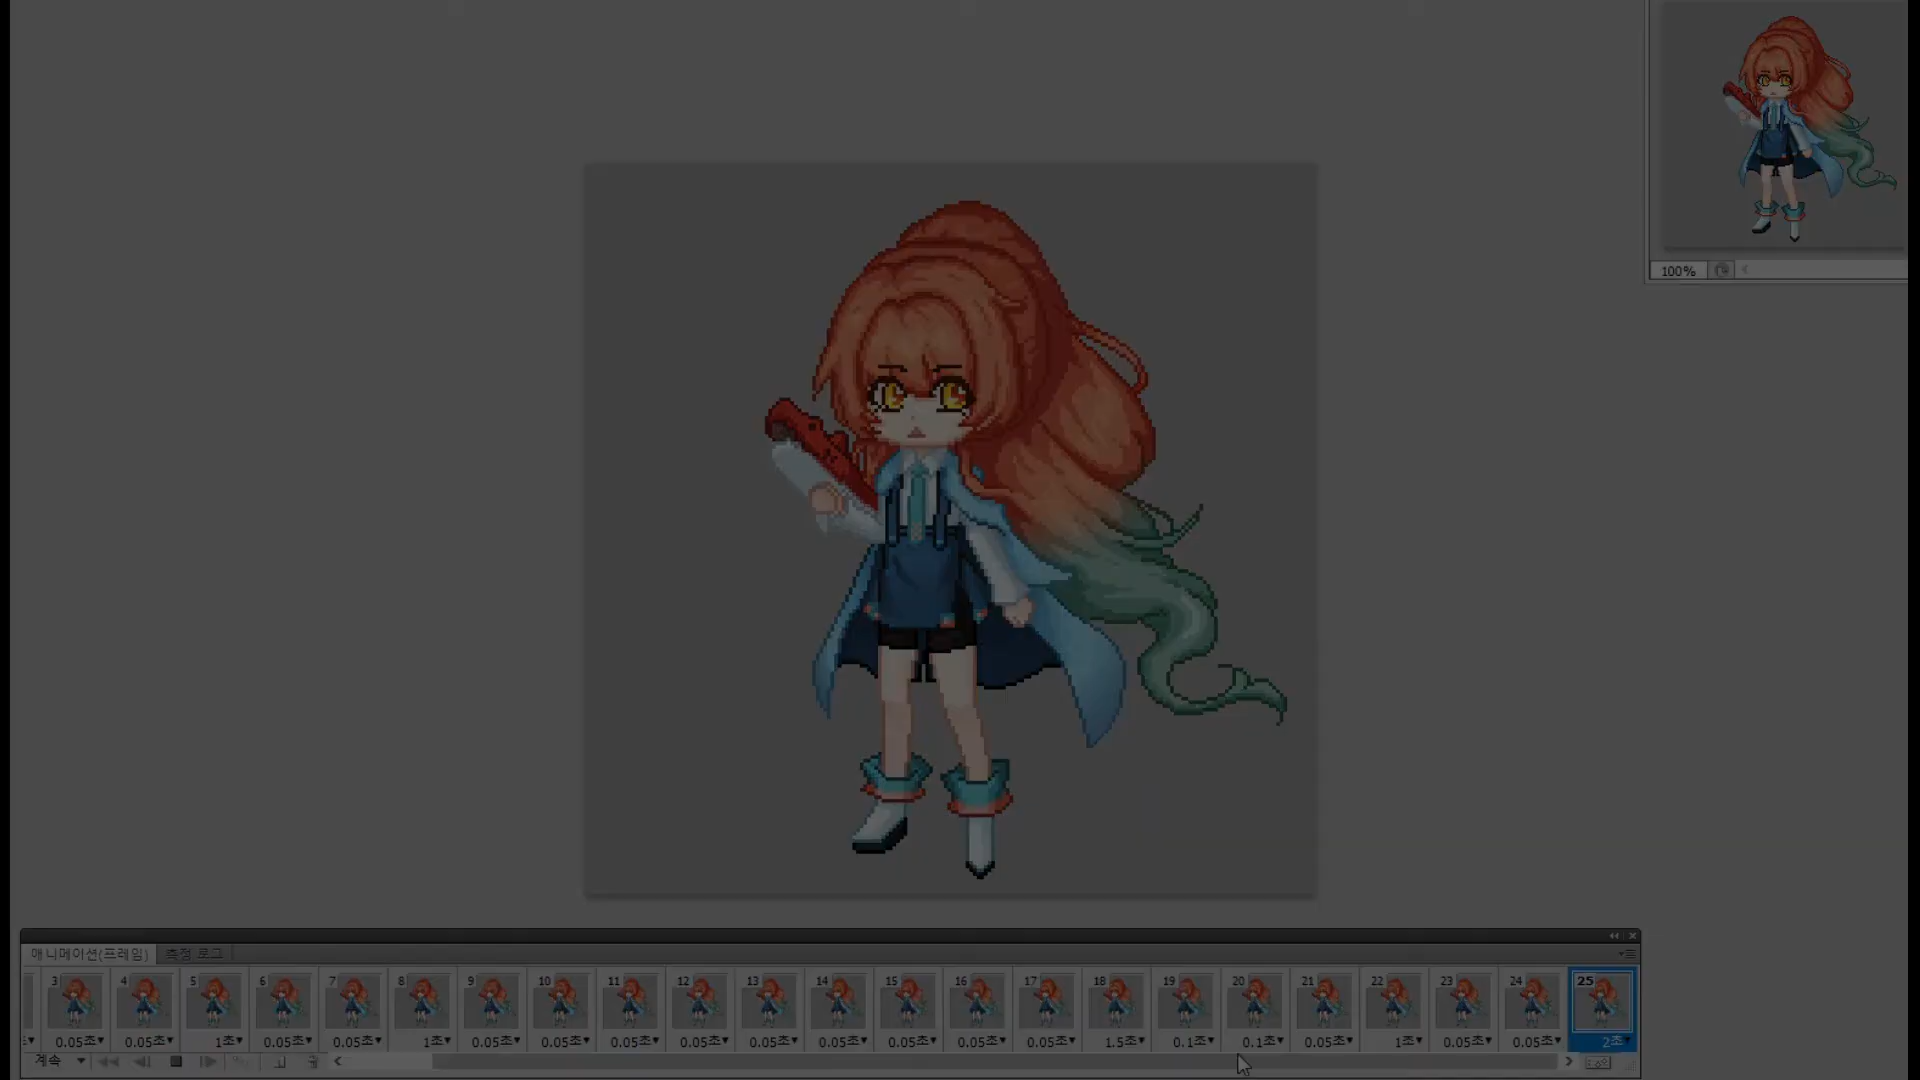 100%
애니메이션(프레임) 측정 로그
3 4 5 6 7 8 9 10 11 12 13 14 15 16 17 18 19 20 21 22 23 24 25
0.05초 0.05초 1초 0.05초 0.05초 1초 0.05초 0.05초 0.05초 0.05초 0.05초 0.05초 0.05초 0.05초 0.05초 1.5초 0.1초 0.1초 0.05초 1초 0.05초 0.05초 2초
계속